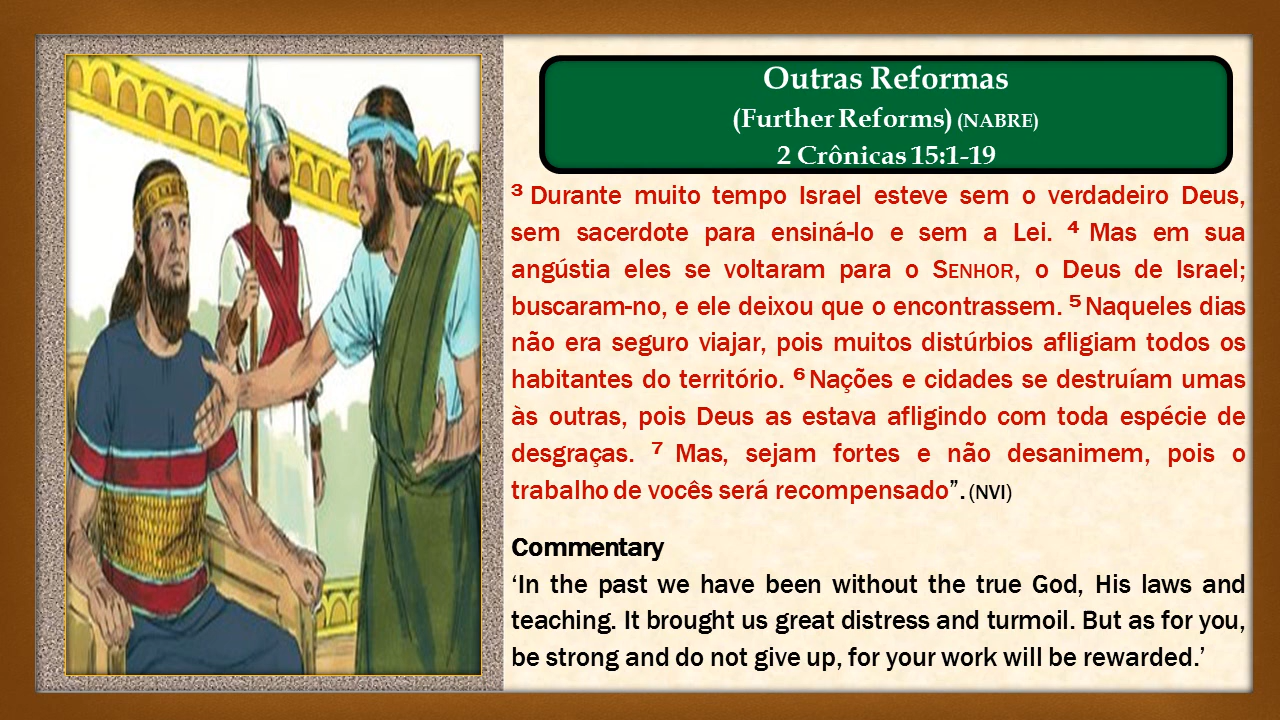 Outras Reformas
(Further Reforms) (NABRE)
2 Crônicas 15:1-19
³ Durante muito tempo Israel esteve sem o verdadeiro Deus,
sem sacerdote para ensiná-lo e sem a Lei. ⁴ Mas em sua
angústia eles se voltaram para o SENHOR, o Deus de Israel;
buscaram-no, e ele deixou que o encontrassem. ⁵ Naqueles dias
não era seguro viajar, pois muitos distúrbios afligiam todos os
habitantes do território. ⁶ Nações e cidades se destruíam umas
às outras, pois Deus as estava afligindo com toda espécie de
desgraças. ⁷ Mas, sejam fortes e não desanimem, pois o
trabalho de vocês será recompensado”. (NVI)
Commentary
‘In the past we have been without the true God, His laws and
teaching. It brought us great distress and turmoil. But as for you,
be strong and do not give up, for your work will be rewarded.’